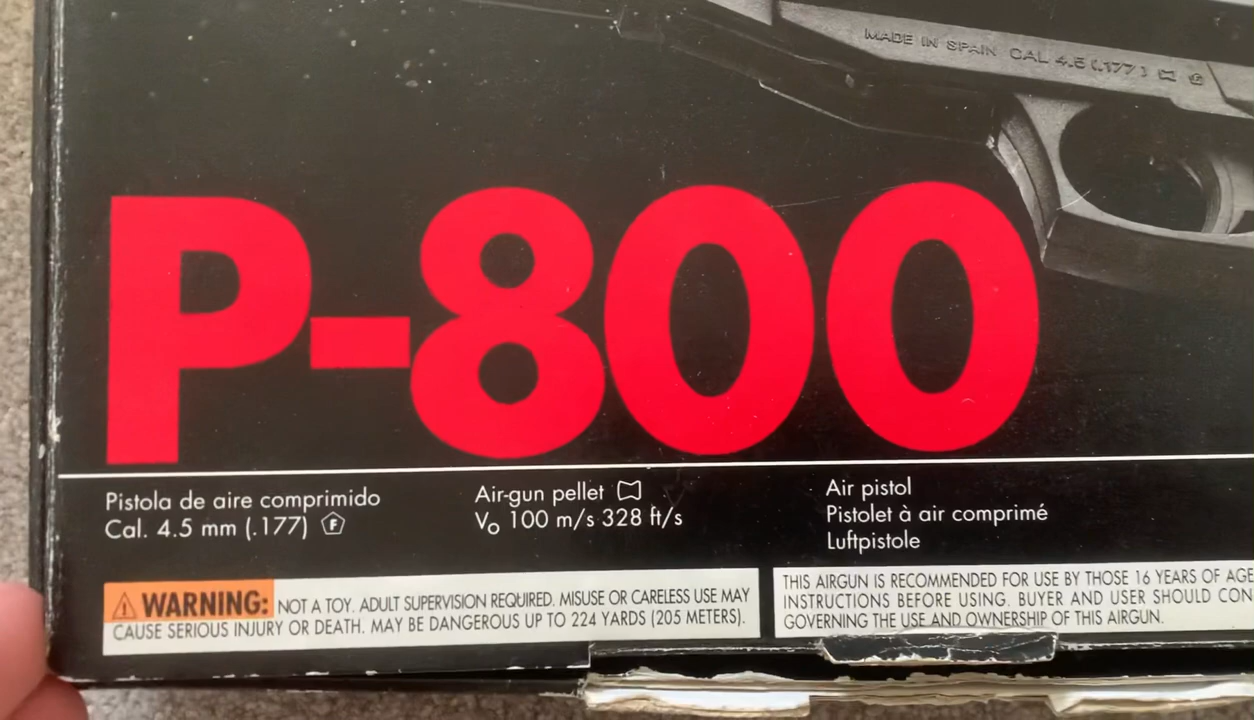 MADE IN SPAIN CAL 4.5 (.177)
P-800
Pistola de aire comprimido
Cal. 4.5 mm (.177) F
Air-gun pellet
Vo 100 m/s 328 ft/s
Air pistol
Pistolet à air comprimé
Luftpistole
WARNING: NOT A TOY. ADULT SUPERVISION REQUIRED. MISUSE OR CARELESS USE MAY
CAUSE SERIOUS INJURY OR DEATH. MAY BE DANGEROUS UP TO 224 YARDS (205 METERS).
THIS AIRGUN IS RECOMMENDED FOR USE BY THOSE 16 YEARS OF AGE
INSTRUCTIONS BEFORE USING. BUYER AND USER SHOULD CON
GOVERNING THE USE AND OWNERSHIP OF THIS AIRGUN.